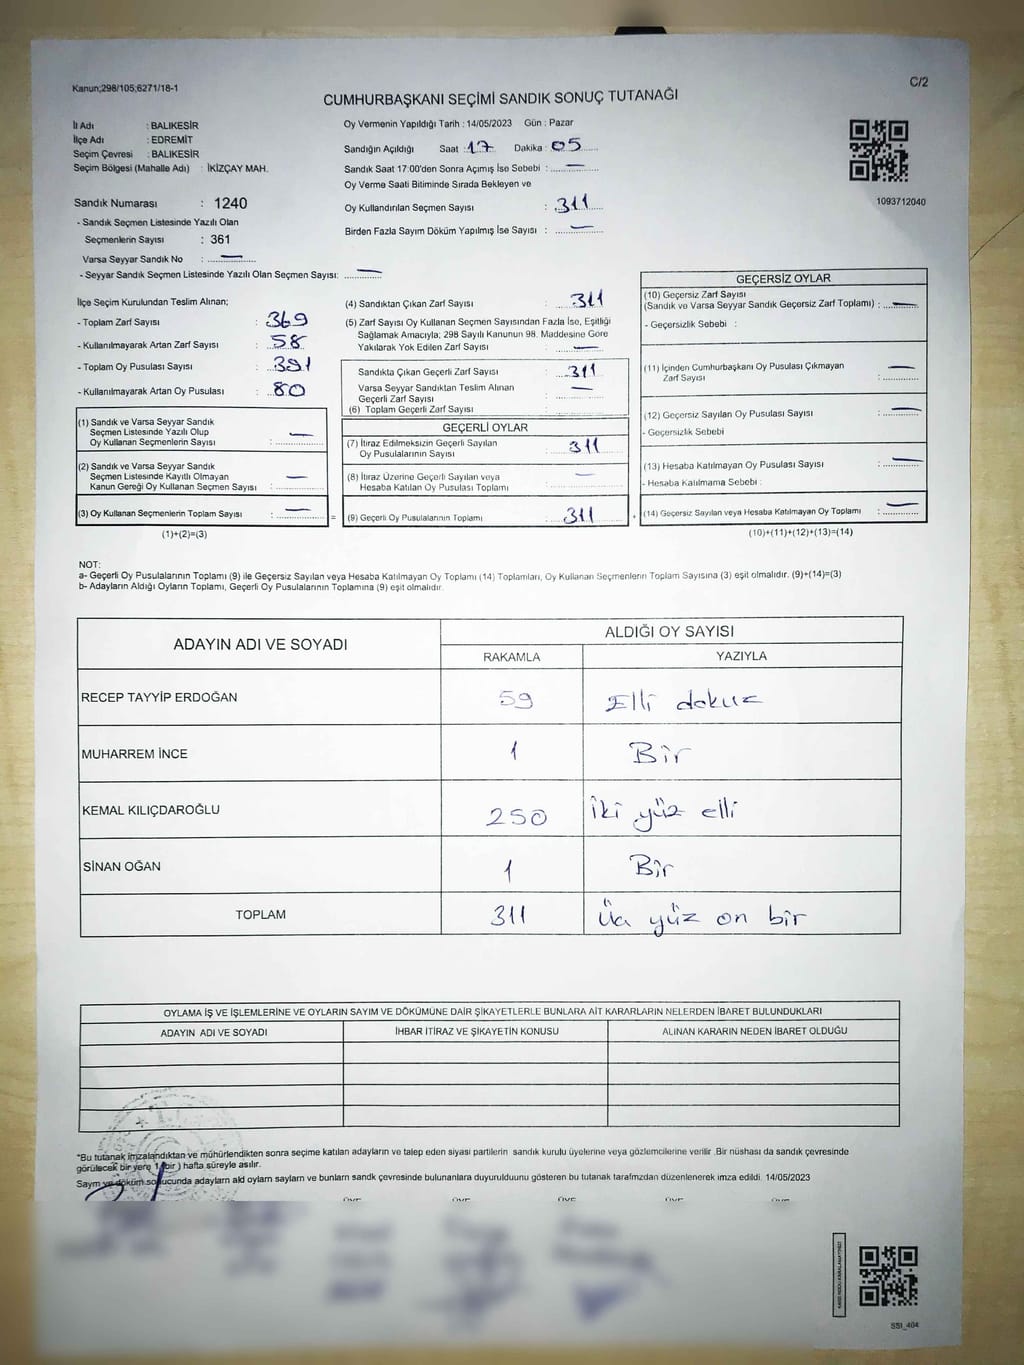 Kanun;298/105;6271/18-1
C/2
CUMHURBAŞKANI SEÇİMİ SANDIK SONUÇ TUTANAĞI
İl Adı : BALIKESİR
İlçe Adı : EDREMİT
Seçim Çevresi : BALIKESİR
Seçim Bölgesi (Mahalle Adı) : İKİZÇAY MAH.
Sandık Numarası : 1240
- Sandık Seçmen Listesinde Yazılı Olan
Seçmenlerin Sayısı : 361
Varsa Seyyar Sandık No : —
- Seyyar Sandık Seçmen Listesinde Yazılı Olan Seçmen Sayısı: —
Oy Vermenin Yapıldığı Tarih : 14/05/2023 Gün : Pazar
Sandığın Açıldığı Saat : 17 Dakika : 05
Sandık Saat 17:00'den Sonra Açımış İse Sebebi : —
Oy Verme Saati Bitiminde Sırada Bekleyen ve
Oy Kullandırılan Seçmen Sayısı : 311
Birden Fazla Sayım Döküm Yapılmış İse Sayısı : —
1093712040
İlçe Seçim Kurulundan Teslim Alınan;
- Toplam Zarf Sayısı : 369
- Kullanılmayarak Artan Zarf Sayısı : 58
- Toplam Oy Pusulası Sayısı : 391
- Kullanılmayarak Artan Oy Pusulası : 80
(1) Sandık ve Varsa Seyyar Sandık
Seçmen Listesinde Yazılı Olup
Oy Kullanan Seçmenlerin Sayısı : —
(2) Sandık ve Varsa Seyyar Sandık
Seçmen Listesinde Kayıtlı Olmayan
Kanun Gereği Oy Kullanan Seçmen Sayısı : —
(3) Oy Kullanan Seçmenlerin Toplam Sayısı : —
(1)+(2)=(3)
(4) Sandıktan Çıkan Zarf Sayısı : 311
(5) Zarf Sayısı Oy Kullanan Seçmen Sayısından Fazla İse, Eşitliği
Sağlamak Amacıyla; 298 Sayılı Kanunun 98. Maddesine Göre
Yakılarak Yok Edilen Zarf Sayısı : —
Sandıkta Çıkan Geçerli Zarf Sayısı : 311
Varsa Seyyar Sandıktan Teslim Alınan —
Geçerli Zarf Sayısı :
(6) Toplam Geçerli Zarf Sayısı :
GEÇERLİ OYLAR
(7) İtiraz Edilmeksizin Geçerli Sayılan
Oy Pusulalarının Sayısı : 311
(8) İtiraz Üzerine Geçerli Sayılan veya —
Hesaba Katılan Oy Pusulası Toplamı :
= (9) Geçerli Oy Pusulalarının Toplamı : 311
GEÇERSİZ OYLAR
(10) Geçersiz Zarf Sayısı
(Sandık ve Varsa Seyyar Sandık Geçersiz Zarf Toplamı) : —
- Geçersizlik Sebebi :
(11) İçinden Cumhurbaşkanı Oy Pusulası Çıkmayan
Zarf Sayısı : —
(12) Geçersiz Sayılan Oy Pusulası Sayısı : —
- Geçersizlik Sebebi
(13) Hesaba Katılmayan Oy Pusulası Sayısı : —
- Hesaba Katılmama Sebebi :
+ (14) Geçersiz Sayılan veya Hesaba Katılmayan Oy Toplamı : —
(10)+(11)+(12)+(13)=(14)
NOT:
a- Geçerli Oy Pusulalarının Toplamı (9) ile Geçersiz Sayılan veya Hesaba Katılmayan Oy Toplamı (14) Toplamları, Oy Kullanan Seçmenlerin Toplam Sayısına (3) eşit olmalıdır. (9)+(14)=(3)
b- Adayların Aldığı Oyların Toplamı, Geçerli Oy Pusulalarının Toplamına (9) eşit olmalıdır.
ADAYIN ADI VE SOYADI ALDIĞI OY SAYISI
RAKAMLA YAZIYLA
RECEP TAYYİP ERDOĞAN 59 Elli dokuz
MUHARREM İNCE 1 Bir
KEMAL KILIÇDAROĞLU 250 iki yüz elli
SİNAN OĞAN 1 Bir
TOPLAM 311 Üç yüz on bir
OYLAMA İŞ VE İŞLEMLERİNE VE OYLARIN SAYIM VE DÖKÜMÜNE DAİR ŞİKAYETLERLE BUNLARA AİT KARARLARIN NELERDEN İBARET BULUNDUKLARI
ADAYIN ADI VE SOYADI İHBAR İTİRAZ VE ŞİKAYETİN KONUSU ALINAN KARARIN NEDEN İBARET OLDUĞU
*Bu tutanak imzalandıktan ve mühürlendikten sonra seçime katılan adayların ve talep eden siyasi partilerin sandık kurulu üyelerine veya gözlemcilerine verilir .Bir nüshası da sandık çevresinde
görülecek bir yere 1( bir ) hafta süreyle asılır.
Sayım ve döküm sonucunda adayların ald oyların sayları ve bunların sandk çevresinde bulunanlara duyurulduunu gösteren bu tutanak tarafmzdan düzenlenerek imza edildi. 14/05/2023
SSI_404